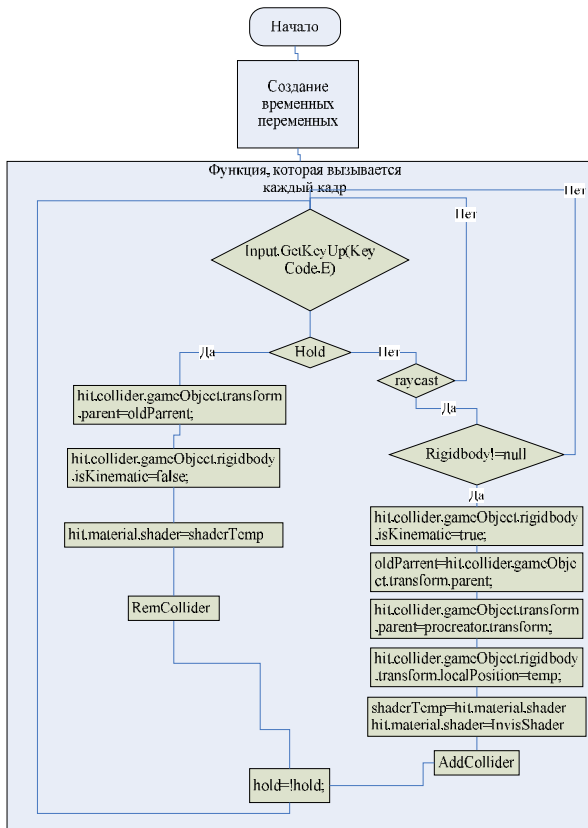 Начало
Создание
временных
переменных
Функция, которая вызывается
каждый кадр
Нет
Нет
Input.GetKeyUp(Key
Code.E)
Hold
Да
Нет
raycast
Да
hit.collider.gameObject.transform
.parent=oldParrent;
Rigidbody!=null
hit.collider.gameObject.rigidbody
.isKinematic=false;
Да
hit.collider.gameObject.rigidbody
.isKinematic=true;
hit.material.shader=shaderTemp
oldParrent=hit.collider.gameObje
ct.transform.parent;
RemCollider
hit.collider.gameObject.transform
.parent=procreator.transform;
hit.collider.gameObject.rigidbody
.transform.localPosition=temp;
shaderTemp=hit.material.shader
hit.material.shader=InvisShader
AddCollider
hold=!hold;